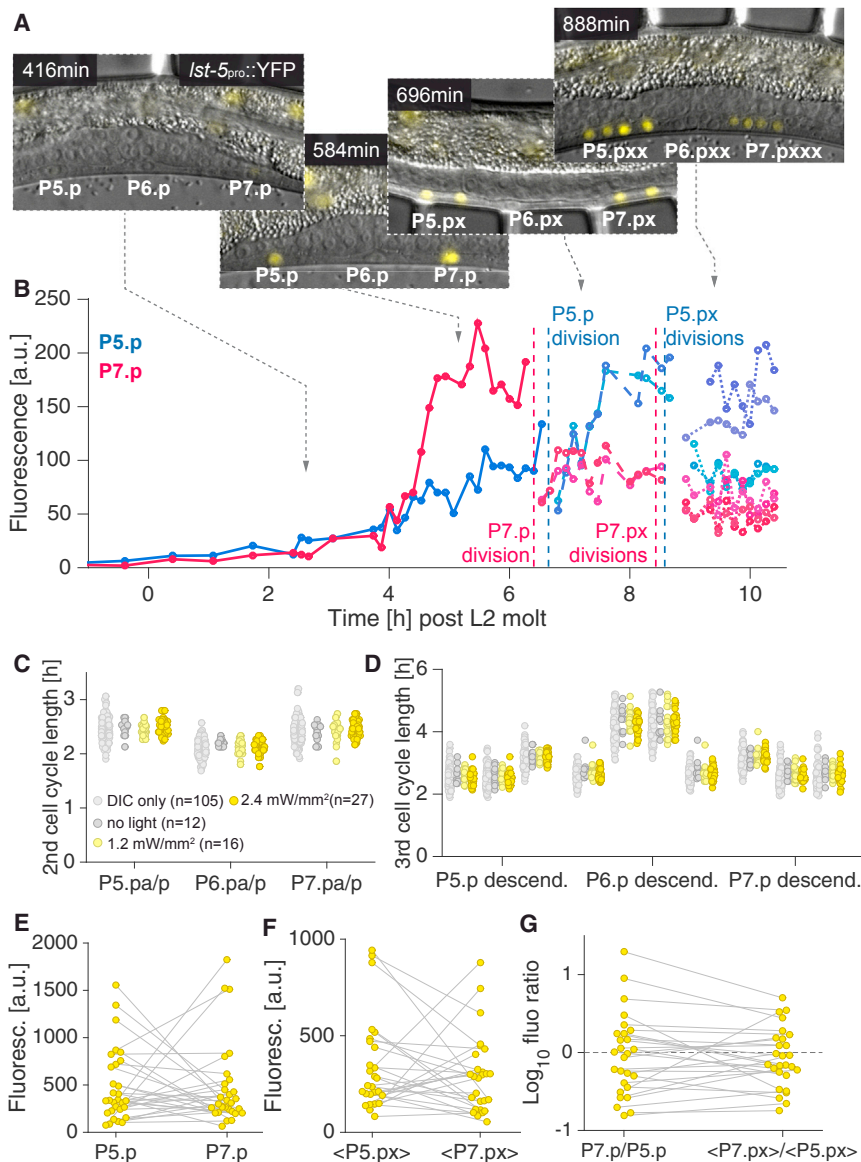 A
416min
lst-5pro::YFP
P5.p P6.p P7.p
584min
P5.p P6.p P7.p
696min
P5.px P6.px P7.px
888min
P5.pxx P6.pxx P7.pxxx
B
Fluorescence [a.u.]
250
200
150
100
50
0
P5.p
P7.p
P5.p
division
P5.px
divisions
P7.p
division
P7.px
divisions
0 2 4 6 8 10
Time [h] post L2 molt
C
2nd cell cycle length [h]
3
2
1
0
DIC only (n=105)
2.4 mW/mm²(n=27)
no light (n=12)
1.2 mW/mm² (n=16)
P5.pa/p P6.pa/p P7.pa/p
D
3rd cell cycle length [h]
6
4
2
0
P5.p descend. P6.p descend. P7.p descend.
E
Fluoresc. [a.u.]
2000
1500
1000
500
0
P5.p P7.p
F
Fluoresc. [a.u.]
1000
500
0
<P5.px> <P7.px>
G
Log10 fluo ratio
1
0
-1
P7.p/P5.p <P7.px>/<P5.px>